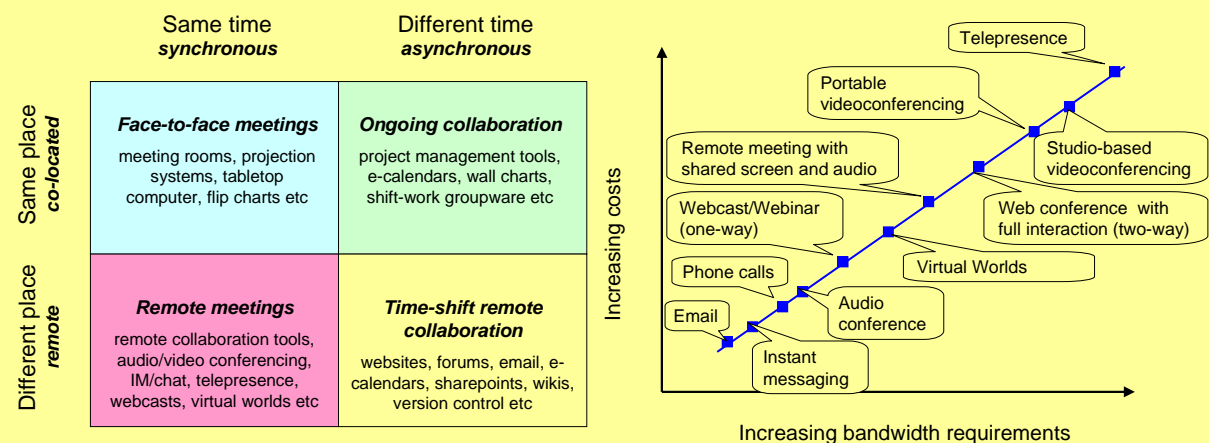 Same time
synchronous
Different time
asynchronous
Same place
co-located
Face-to-face meetings
meeting rooms, projection
systems, tabletop
computer, flip charts etc
Ongoing collaboration
project management tools,
e-calendars, wall charts,
shift-work groupware etc
Different place
remote
Remote meetings
remote collaboration tools,
audio/video conferencing,
IM/chat, telepresence,
webcasts, virtual worlds etc
Time-shift remote
collaboration
websites, forums, email, e-
calendars, sharepoints, wikis,
version control etc
Increasing costs
Telepresence
Portable
videoconferencing
Studio-based
videoconferencing
Remote meeting with
shared screen and audio
Web conference with
full interaction (two-way)
Webcast/Webinar
(one-way)
Virtual Worlds
Phone calls
Audio
conference
Email
Instant
messaging
Increasing bandwidth requirements